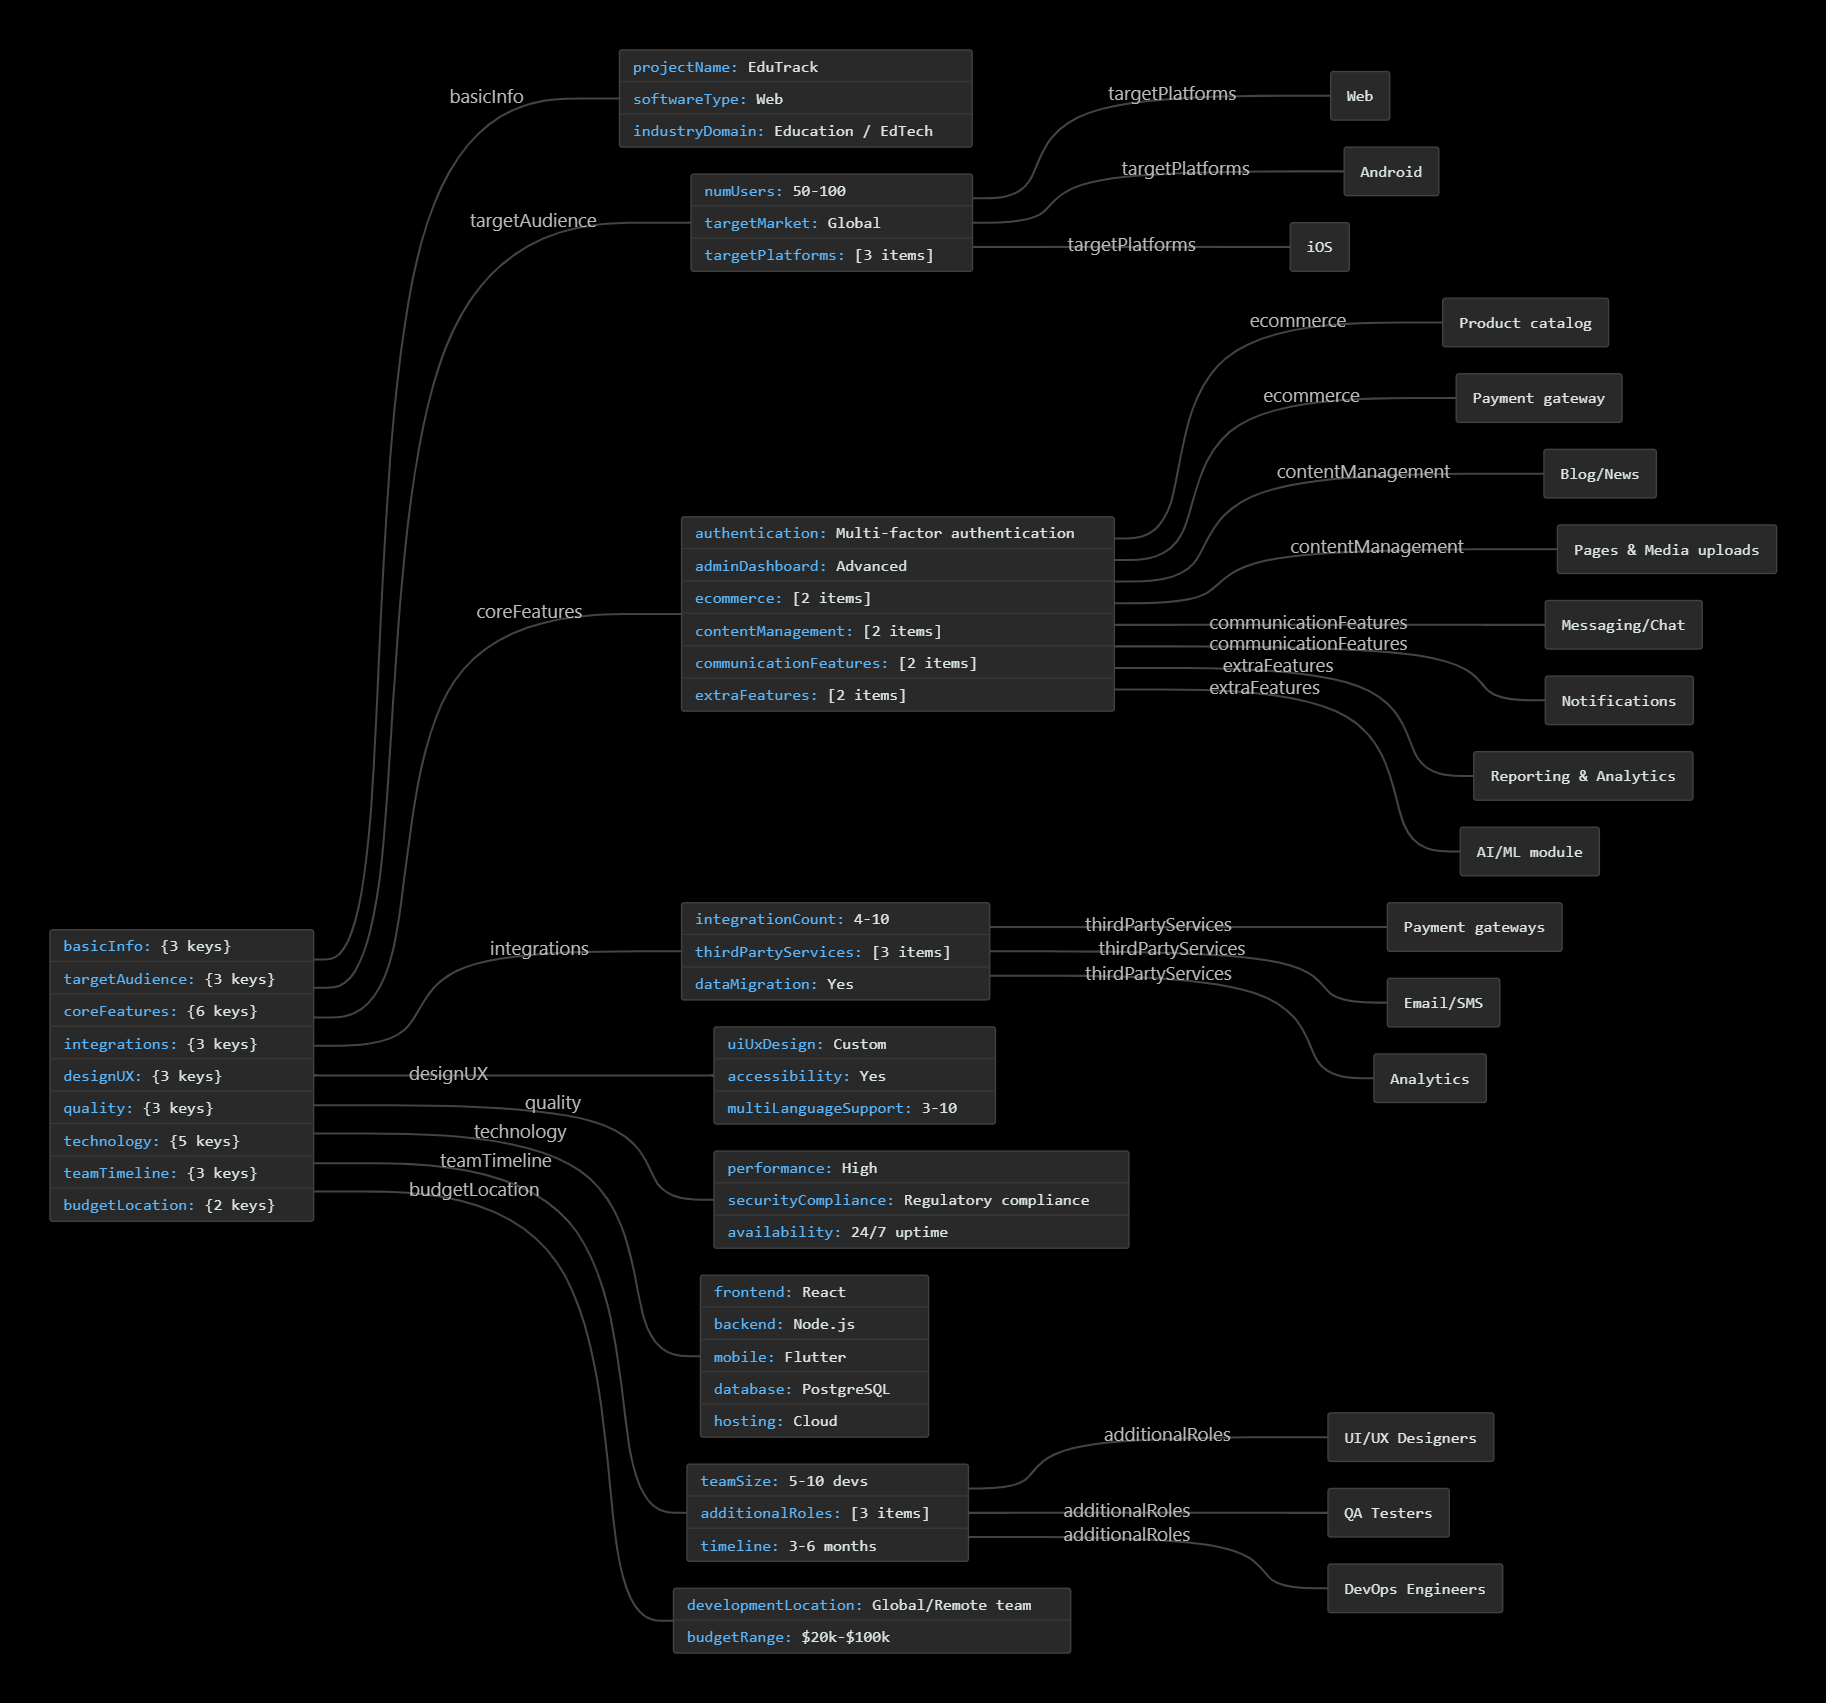 basicInfo: {3 keys}
targetAudience: {3 keys}
coreFeatures: {6 keys}
integrations: {3 keys}
designUX: {3 keys}
quality: {3 keys}
technology: {5 keys}
teamTimeline: {3 keys}
budgetLocation: {2 keys}
basicInfo
projectName: EduTrack
softwareType: Web
industryDomain: Education / EdTech
targetAudience
numUsers: 50-100
targetMarket: Global
targetPlatforms: [3 items]
targetPlatforms
Web
targetPlatforms
Android
targetPlatforms
iOS
coreFeatures
authentication: Multi-factor authentication
adminDashboard: Advanced
ecommerce: [2 items]
contentManagement: [2 items]
communicationFeatures: [2 items]
extraFeatures: [2 items]
ecommerce
Product catalog
ecommerce
Payment gateway
contentManagement
Blog/News
contentManagement
Pages & Media uploads
communicationFeatures
Messaging/Chat
communicationFeatures
Notifications
extraFeatures
Reporting & Analytics
extraFeatures
AI/ML module
integrations
integrationCount: 4-10
thirdPartyServices: [3 items]
dataMigration: Yes
thirdPartyServices
Payment gateways
thirdPartyServices
Email/SMS
thirdPartyServices
Analytics
designUX
uiUxDesign: Custom
accessibility: Yes
multiLanguageSupport: 3-10
quality
performance: High
securityCompliance: Regulatory compliance
availability: 24/7 uptime
technology
frontend: React
backend: Node.js
mobile: Flutter
database: PostgreSQL
hosting: Cloud
teamTimeline
teamSize: 5-10 devs
additionalRoles: [3 items]
timeline: 3-6 months
additionalRoles
UI/UX Designers
additionalRoles
QA Testers
additionalRoles
DevOps Engineers
budgetLocation
developmentLocation: Global/Remote team
budgetRange: $20k-$100k